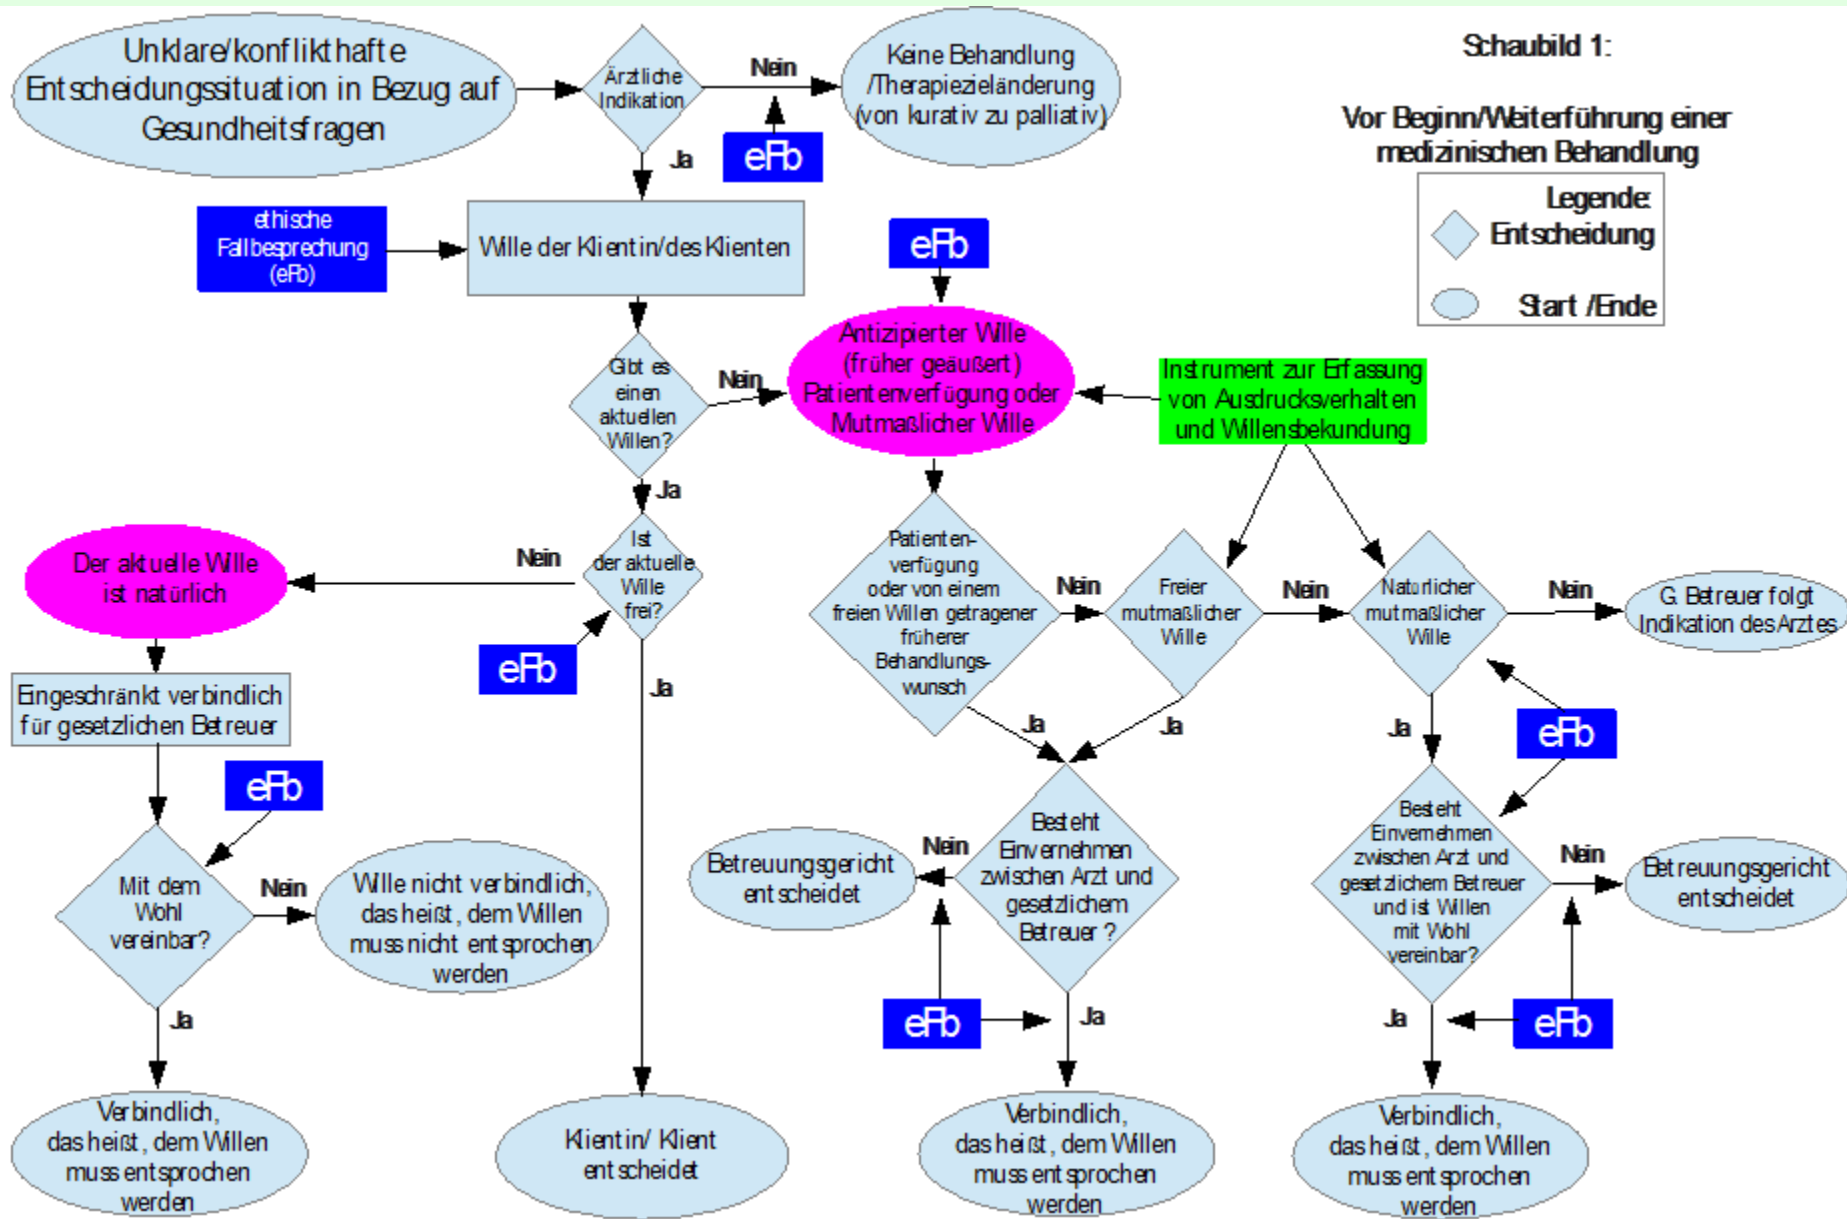 Unklare/konflikthafte
Entscheidungssituation in Bezug auf
Gesundheitsfragen
Ärztliche
Indikation
Nein
eFb
Keine Behandlung
/Therapiezieländerung
(von kurativ zu palliativ)
Schaubild 1:
Vor Beginn/Weiterführung einer
medizinischen Behandlung
Legende:
Entscheidung
Start /Ende
Ja
ethische
Fallbesprechung
(eFb)
Wille der Klientin/des Klienten
eFb
Gibt es
einen
aktuellen
Willen?
Nein
Antizipierter Wille
(früher geäußert)
Patientenverfügung oder
Mutmaßlicher Wille
Instrument zur Erfassung
von Ausdrucksverhalten
und Willensbekundung
Ja
Ist
der aktuelle
Wille
frei?
Nein
eFb
Der aktuelle Wille
ist natürlich
Eingeschränkt verbindlich
für gesetzlichen Betreuer
eFb
Mit dem
Wohl
vereinbar?
Nein
Wille nicht verbindlich,
das heißt, dem Willen
muss nicht entsprochen
werden
Ja
Verbindlich,
das heißt, dem Willen
muss entsprochen
werden
Ja
Klientin/ Klient
entscheidet
Patienten-
verfügung
oder von einem
freien Willen getragener
früherer
Behandlungs-
wunsch
Nein
Freier
mutmaßlicher
Wille
Nein
Natürlicher
mutmaßlicher
Wille
Nein
G. Betreuer folgt
Indikation des Arztes
Ja
Ja
Ja
eFb
Besteht
Einvernehmen
zwischen Arzt und
gesetzlichem
Betreuer ?
Nein
Betreuungsgericht
entscheidet
eFb
Ja
Verbindlich,
das heißt, dem Willen
muss entsprochen
werden
Besteht
Einvernehmen
zwischen Arzt und
gesetzlichem Betreuer
und ist Willen
mit Wohl
vereinbar?
Nein
Betreuungsgericht
entscheidet
Ja
eFb
Verbindlich,
das heißt, dem Willen
muss entsprochen
werden